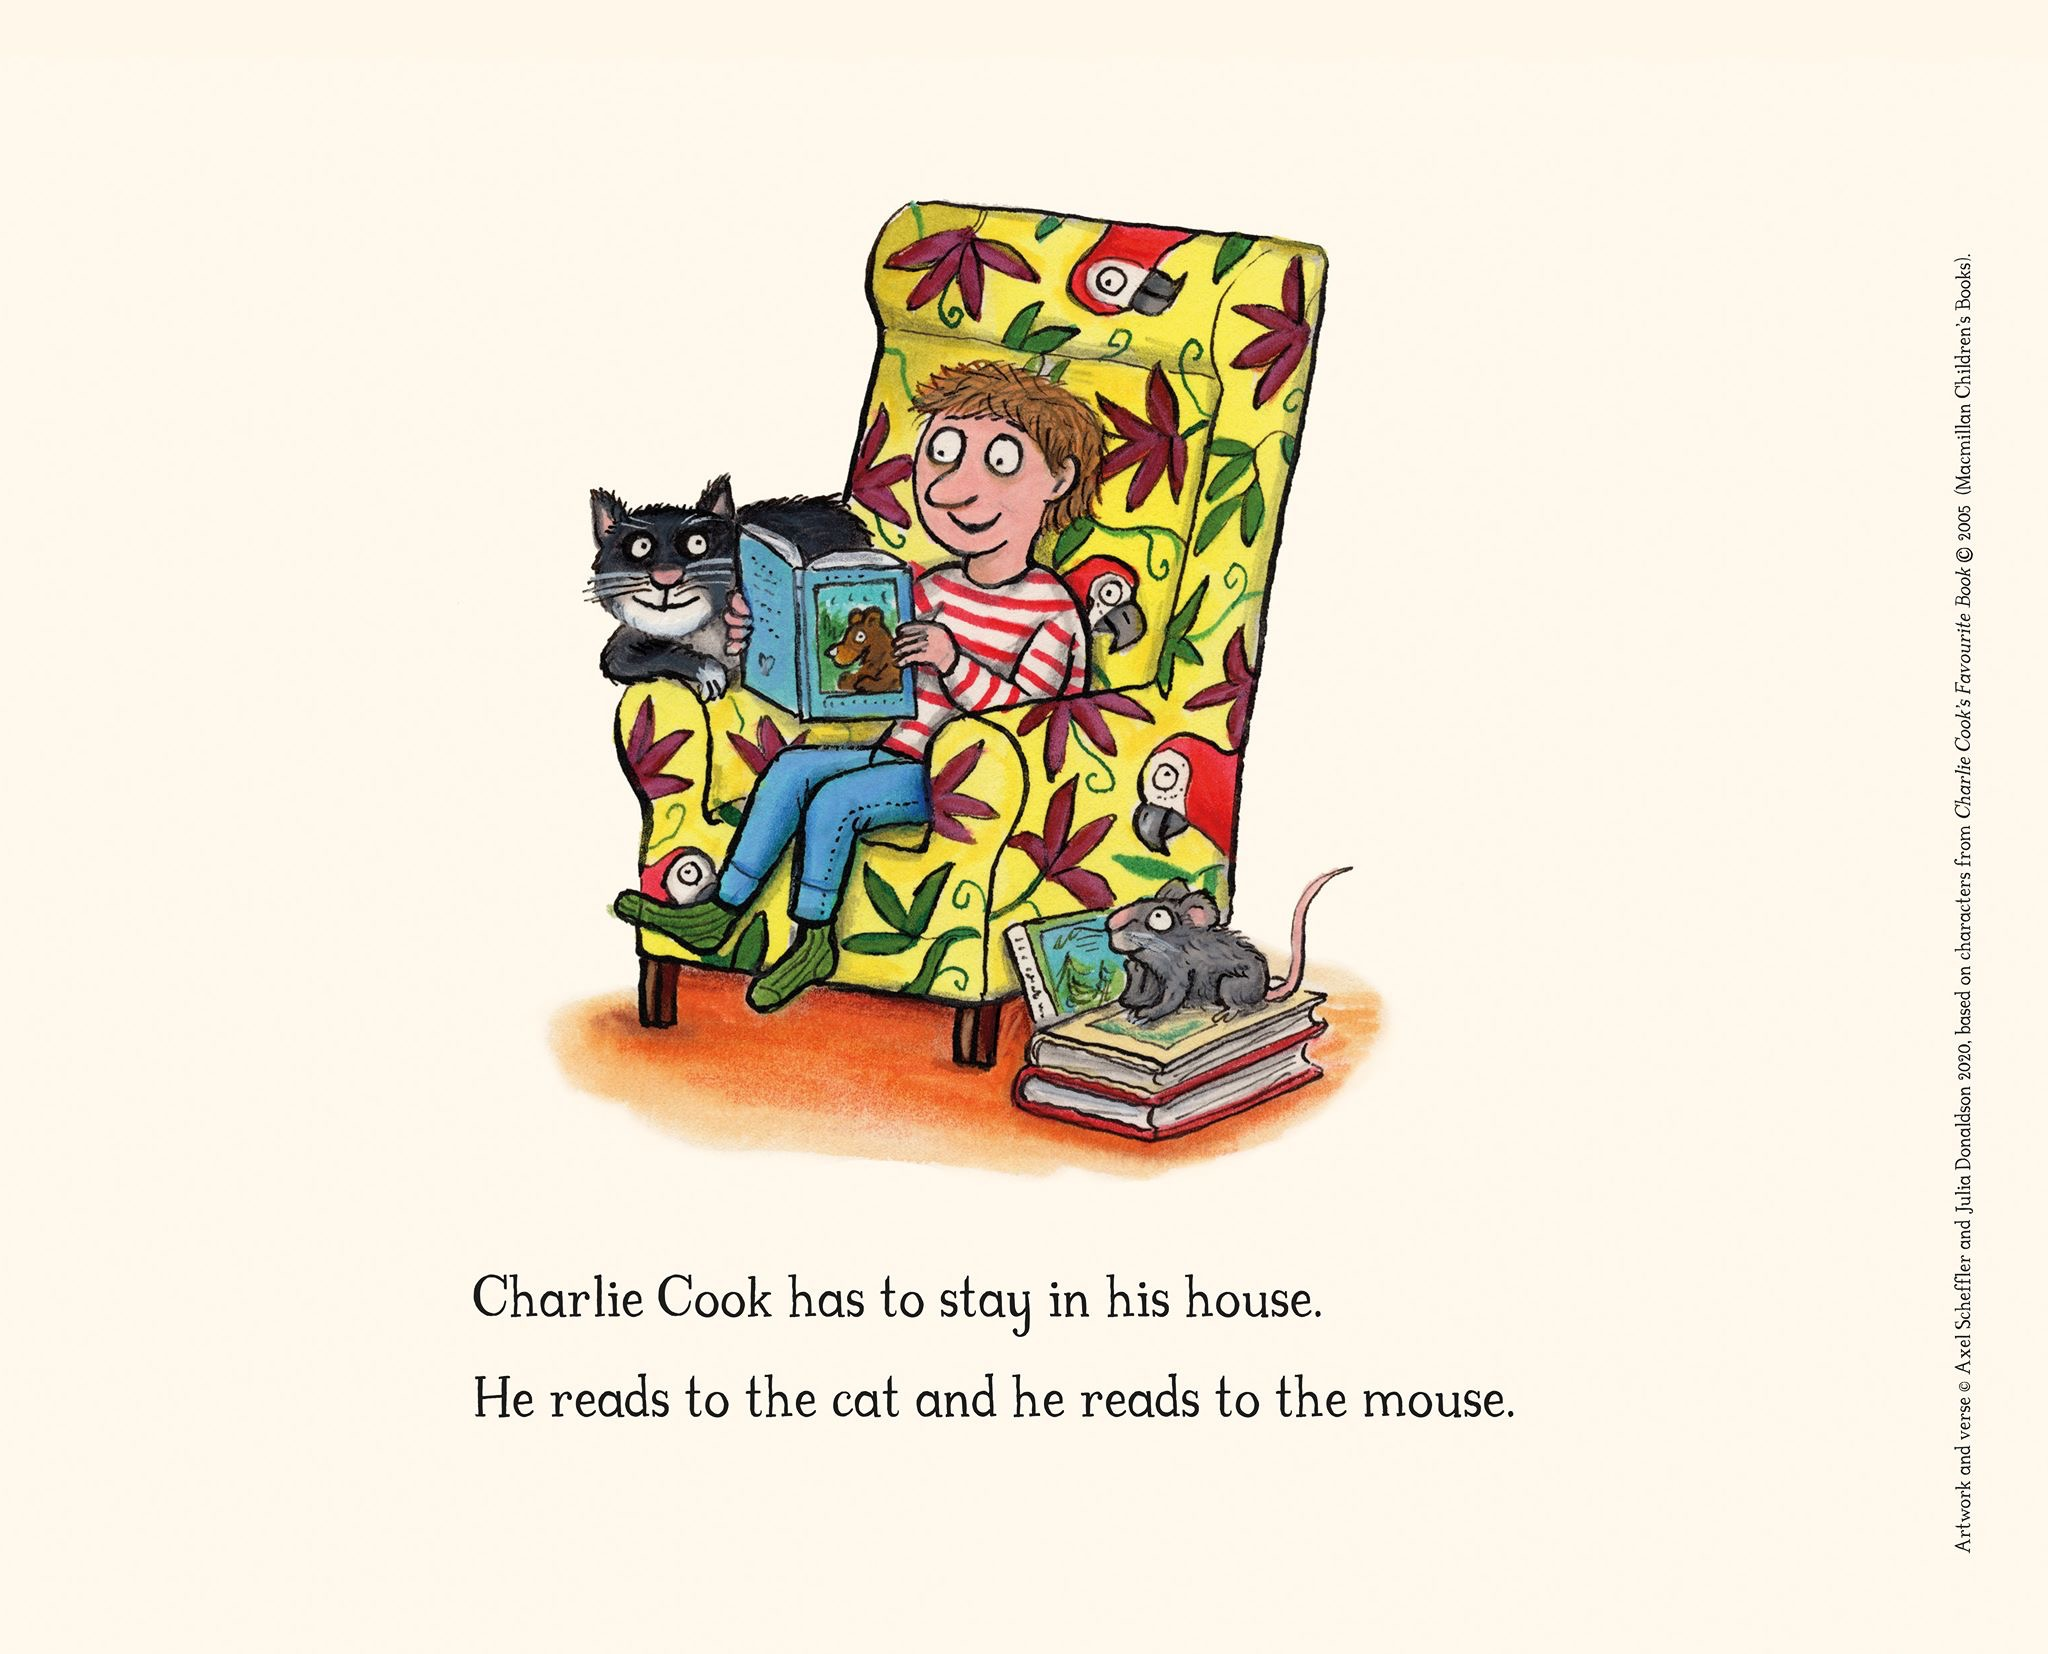 Charlie Cook has to stay in his house.
He reads to the cat and he reads to the mouse.
Artwork and verse © Axel Scheffler and Julia Donaldson 2020, based on characters from Charlie Cook's Favourite Book © 2005 (Macmillan Children's Books).